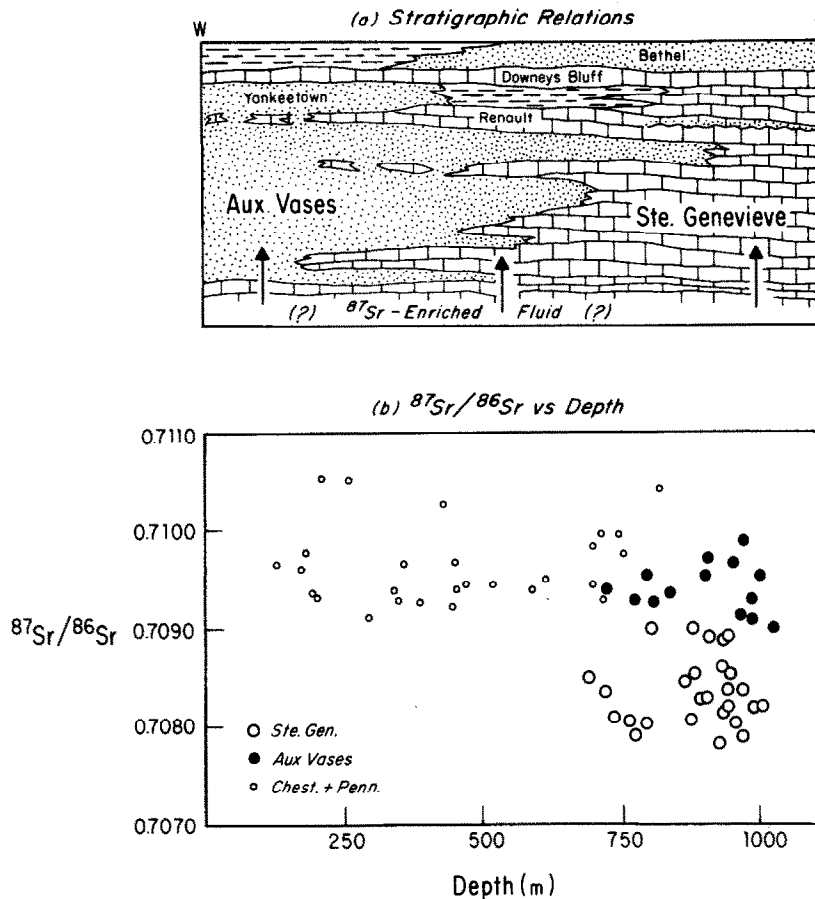 (a) Stratigraphic Relations
W
Bethel
Downeys Bluff
Yankeetown
Renault
Aux Vases
Ste. Genevieve
(?) ⁸⁷Sr – Enriched Fluid (?)
(b) ⁸⁷Sr/⁸⁶Sr vs Depth
0.7110
0.7100
0.7090
0.7080
0.7070
⁸⁷Sr/⁸⁶Sr
Ste. Gen.
Aux Vases
Chest. + Penn.
250 500 750 1000
Depth (m)